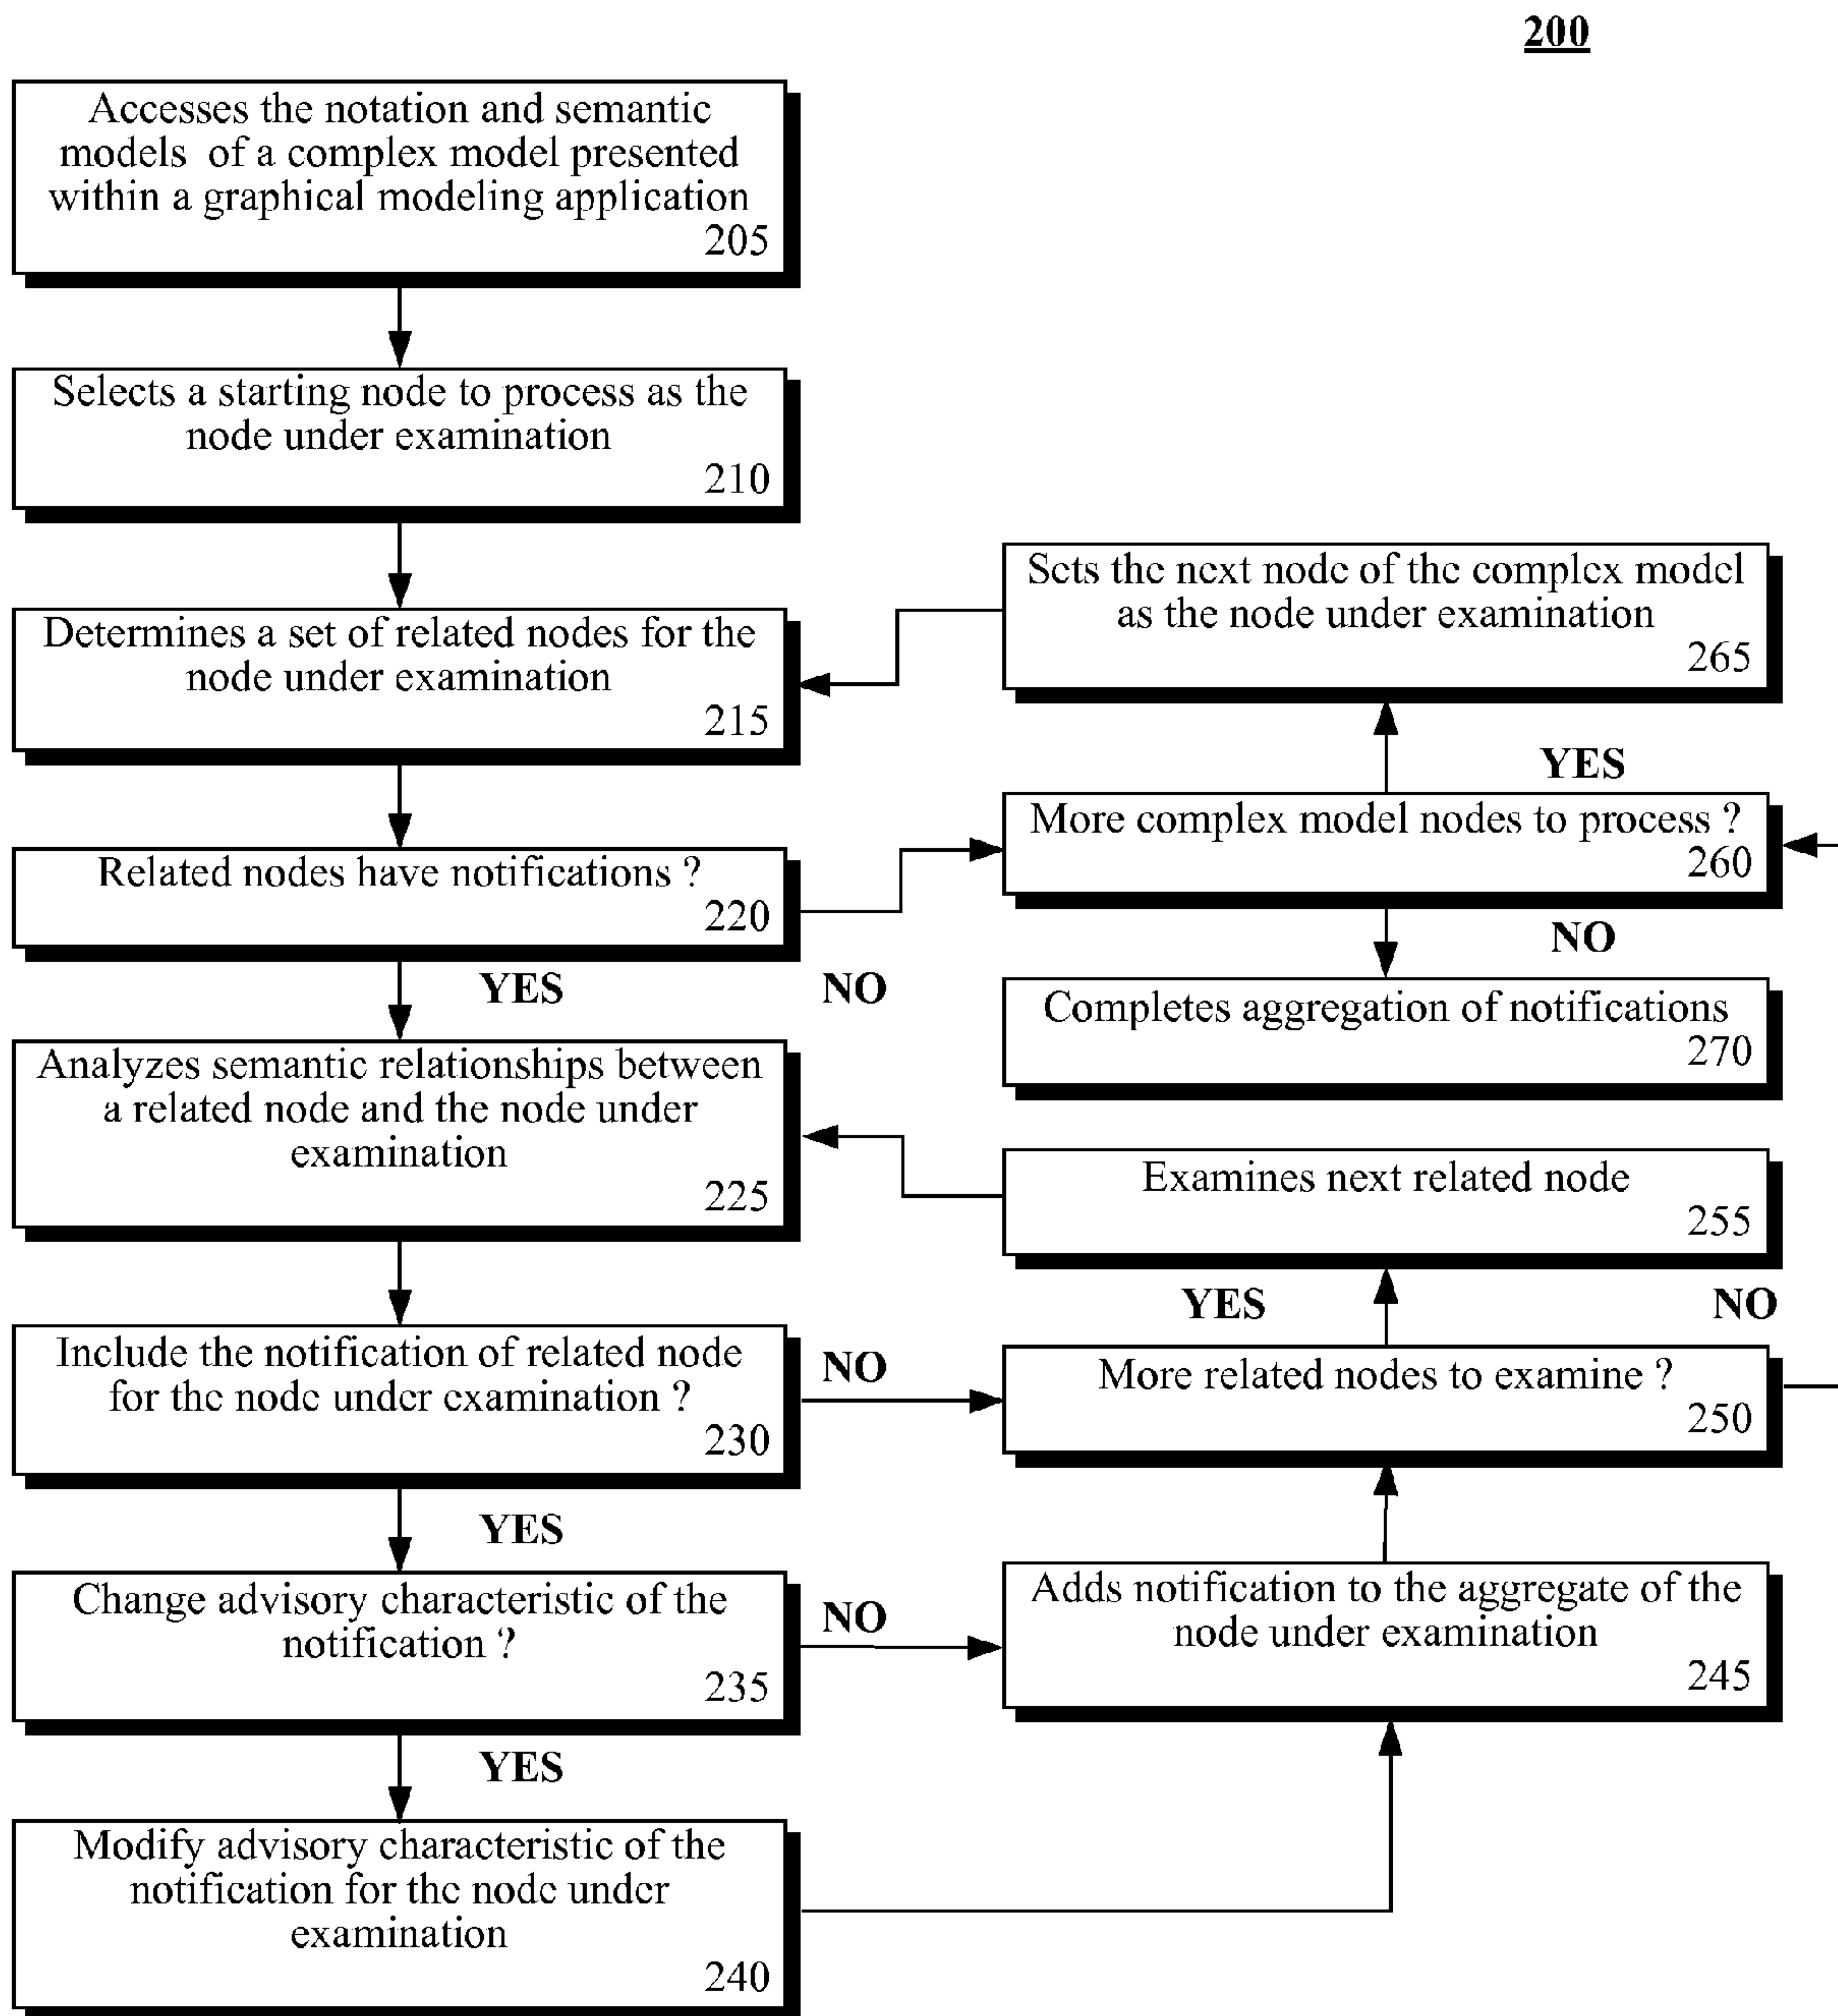 200
Accesses the notation and semantic
models of a complex model presented
within a graphical modeling application
205
Selects a starting node to process as the
node under examination
210
Determines a set of related nodes for the
node under examination
215
Related nodes have notifications ?
220
YES
NO
Analyzes semantic relationships between
a related node and the node under
examination
225
Include the notification of related node
for the node under examination ?
230
NO
YES
Change advisory characteristic of the
notification ?
235
NO
YES
Modify advisory characteristic of the
notification for the node under
examination
240
Sets the next node of the complex model
as the node under examination
265
YES
More complex model nodes to process ?
260
NO
Completes aggregation of notifications
270
Examines next related node
255
YES
NO
More related nodes to examine ?
250
Adds notification to the aggregate of the
node under examination
245